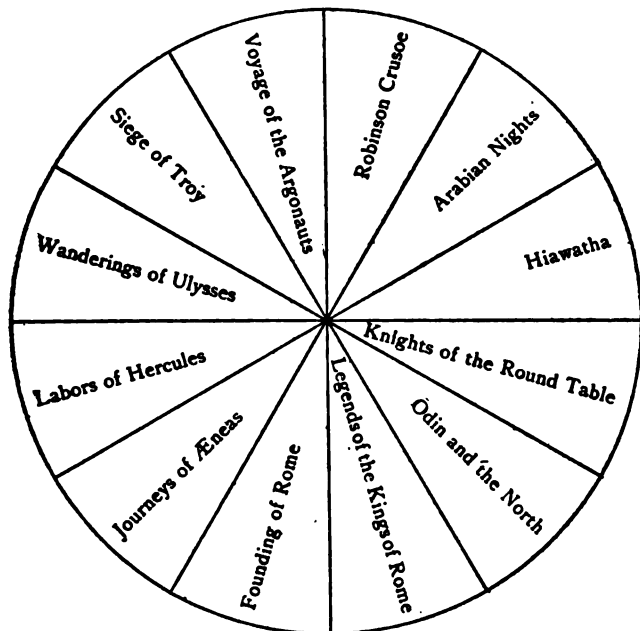 Robinson Crusoe
Arabian Nights
Hiawatha
Knights of the Round Table
Odin and the North
Legends of the Kings of Rome
Founding of Rome
Journeys of Æneas
Labors of Hercules
Wanderings of Ulysses
Siege of Troy
Voyage of the Argonauts